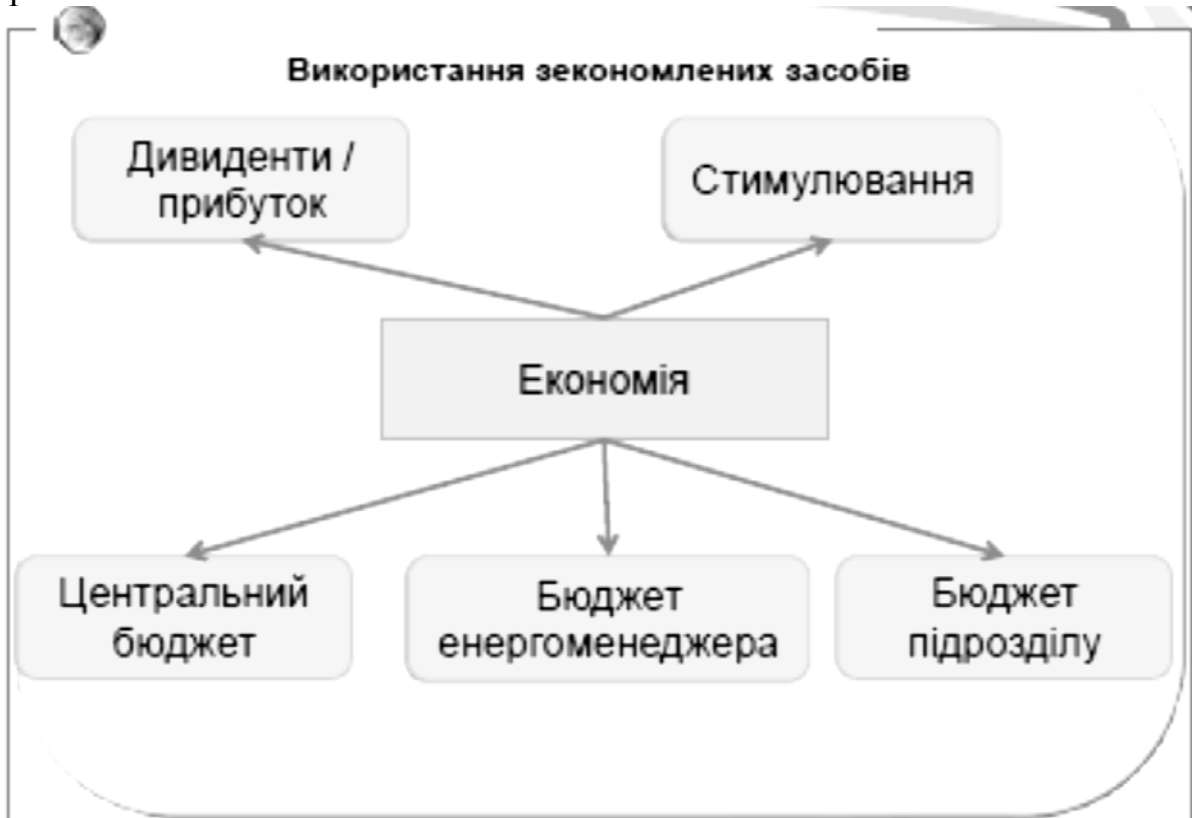 Використання зекономлених засобів
Дивиденти /
прибуток
Стимулювання
Економія
Центральний
бюджет
Бюджет
енергоменеджера
Бюджет
підрозділу